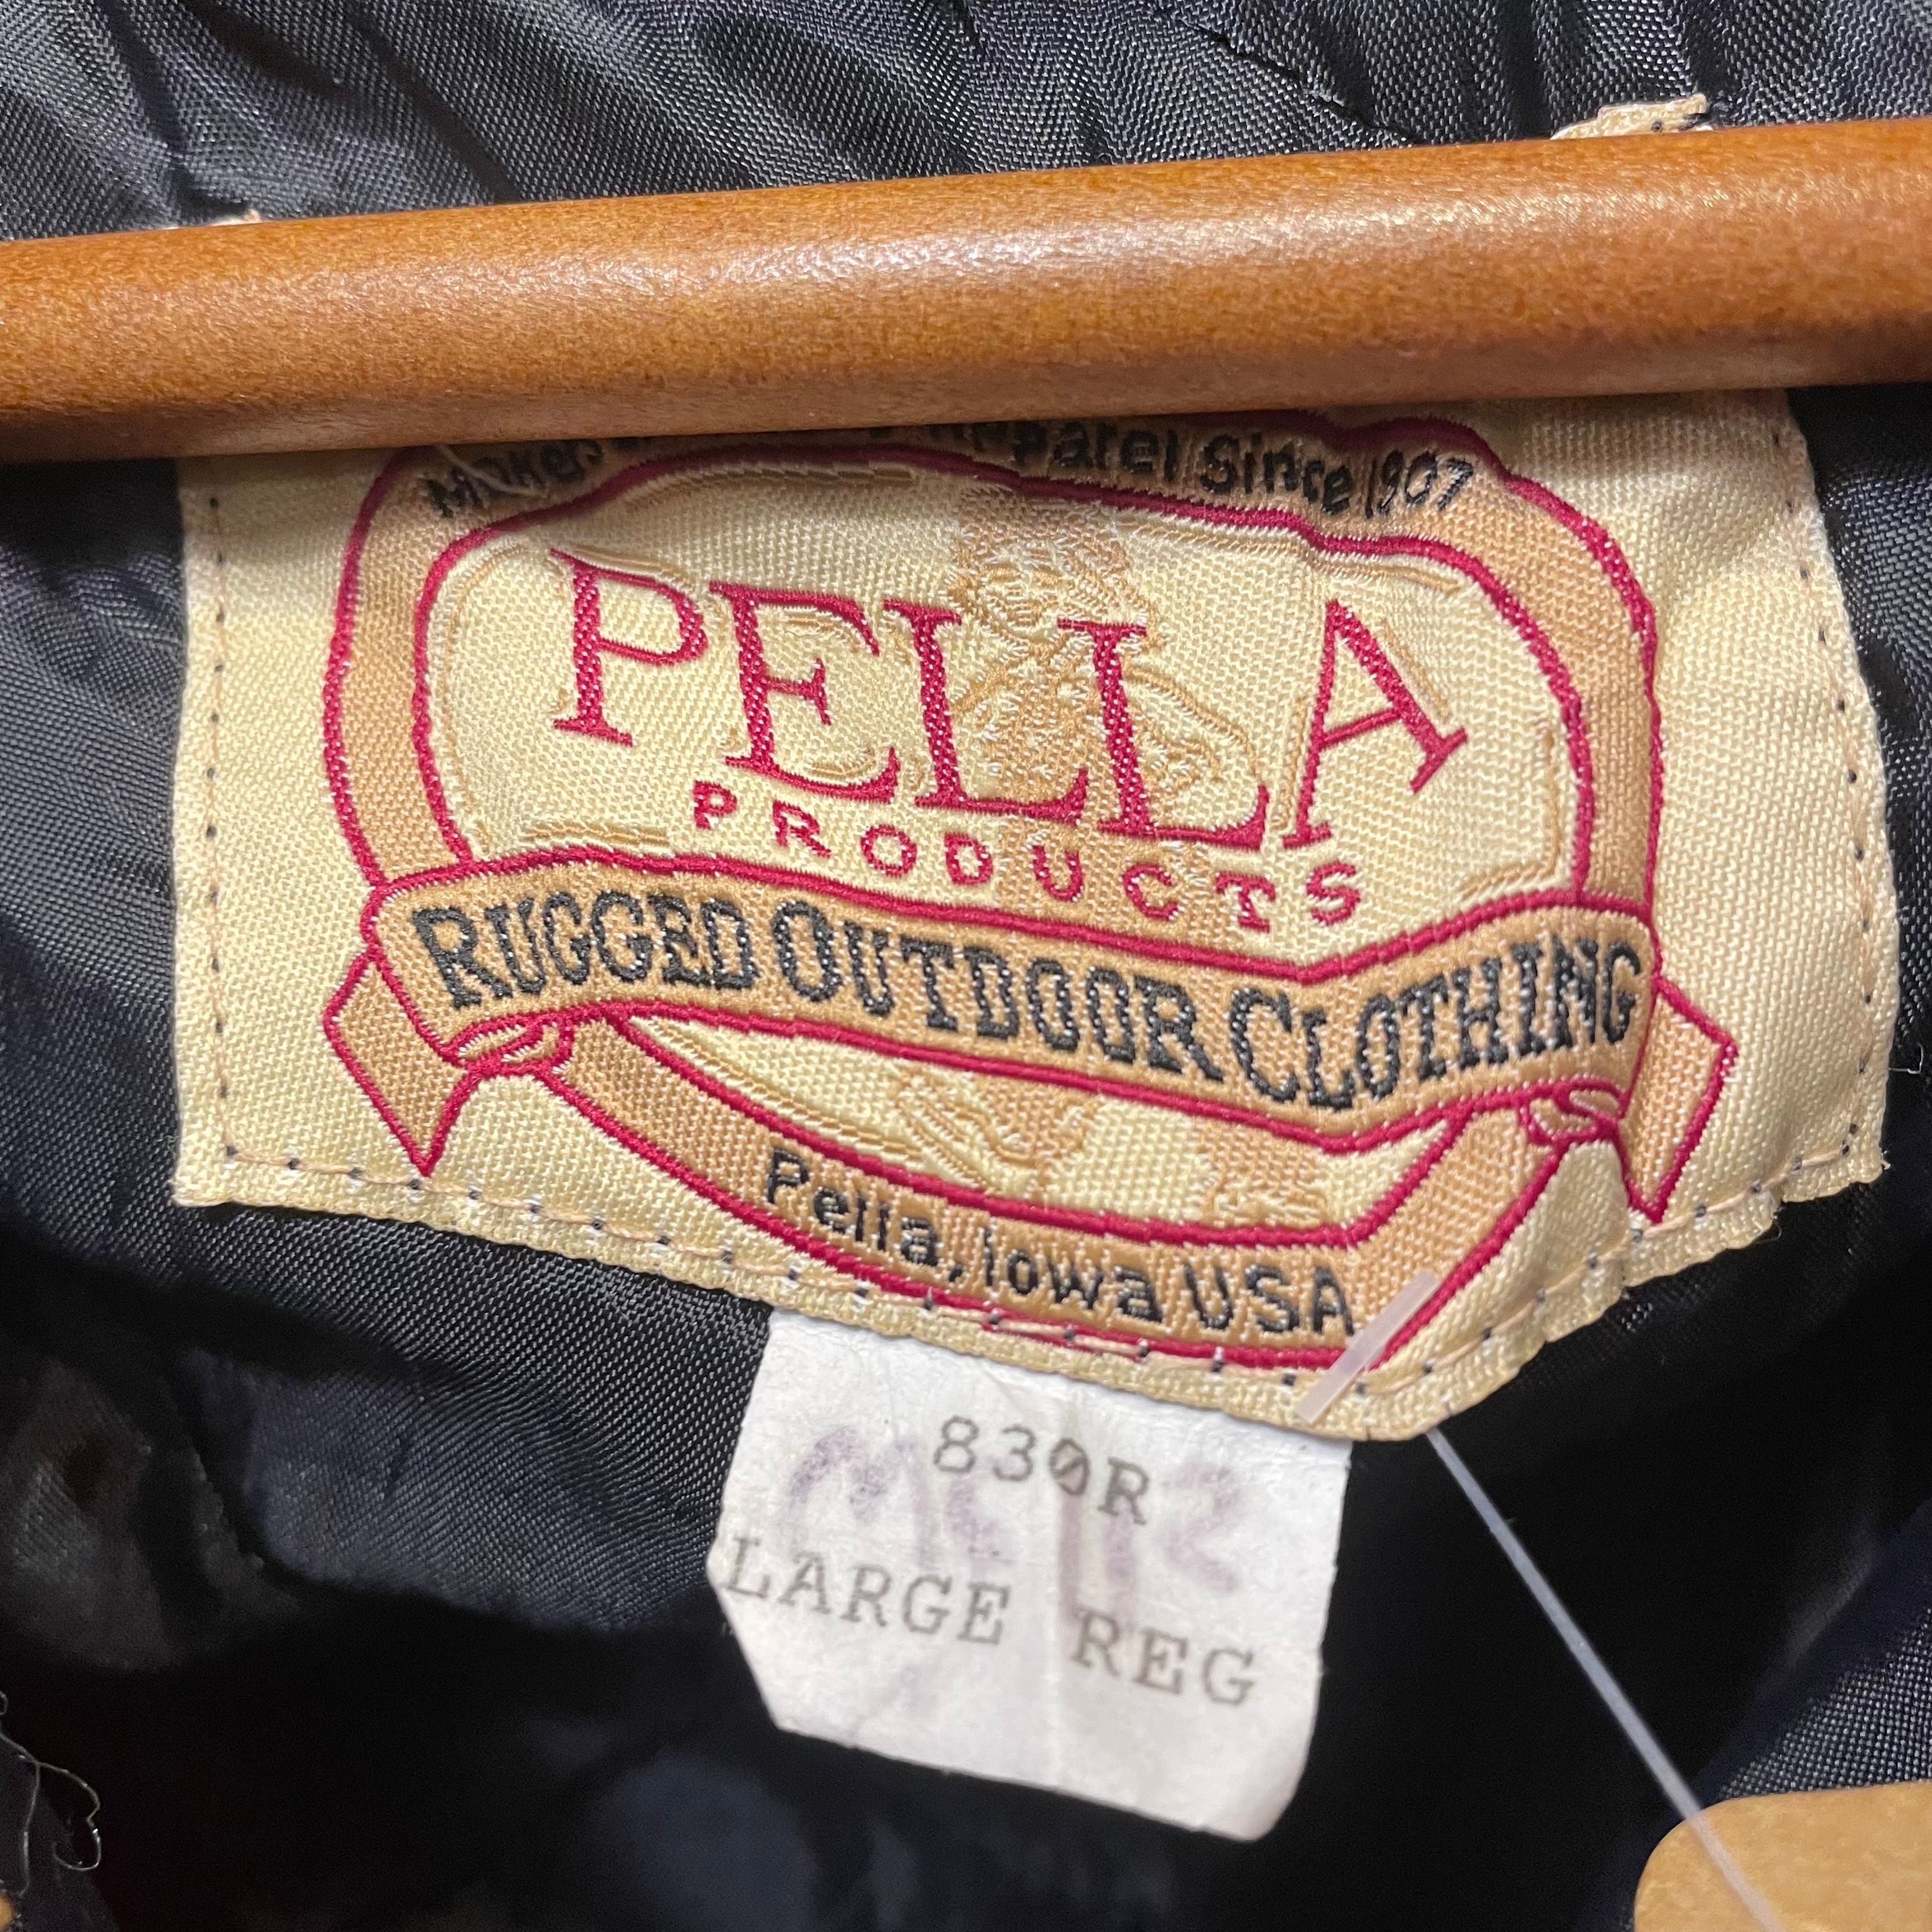 Apparel Since 1907
PELLA
PRODUCTS
RUGGED OUTDOOR CLOTHING
Pella, Iowa USA
830R
LARGE REG